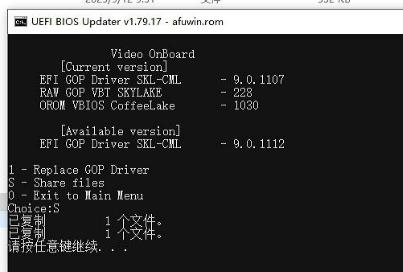 UEFI BIOS Updater v1.79.17 - afuwin.rom
Video OnBoard
[Current version]
EFI GOP Driver SKL-CML - 9.0.1107
RAW GOP VBT SKYLAKE - 228
OROM VBIOS CoffeeLake - 1030
[Available version]
EFI GOP Driver SKL-CML - 9.0.1112
1 - Replace GOP Driver
S - Share files
0 - Exit to Main Menu
Choice:S
已复制 1 个文件。
已复制 1 个文件。
请按任意键继续. . .